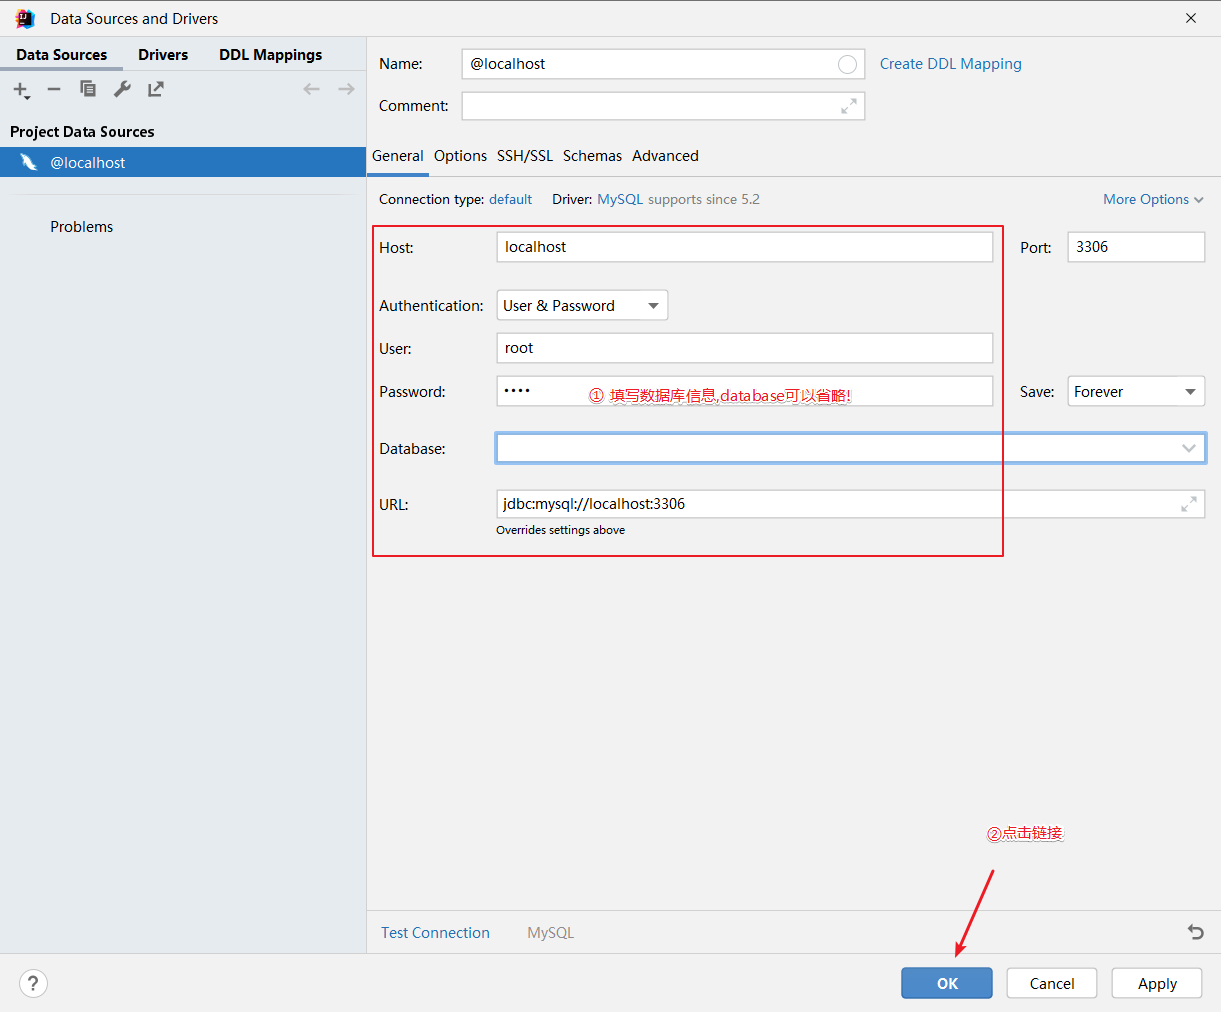 Data Sources and Drivers
Data Sources Drivers DDL Mappings
Project Data Sources
@localhost
Problems
Name: @localhost Create DDL Mapping
Comment:
General Options SSH/SSL Schemas Advanced
Connection type: default Driver: MySQL supports since 5.2 More Options
Host: localhost Port: 3306
Authentication: User & Password
User: root
Password: •••• ① 填写数据库信息,database可以省略! Save: Forever
Database:
URL: jdbc:mysql://localhost:3306
Overrides settings above
②点击链接
Test Connection MySQL
? OK Cancel Apply